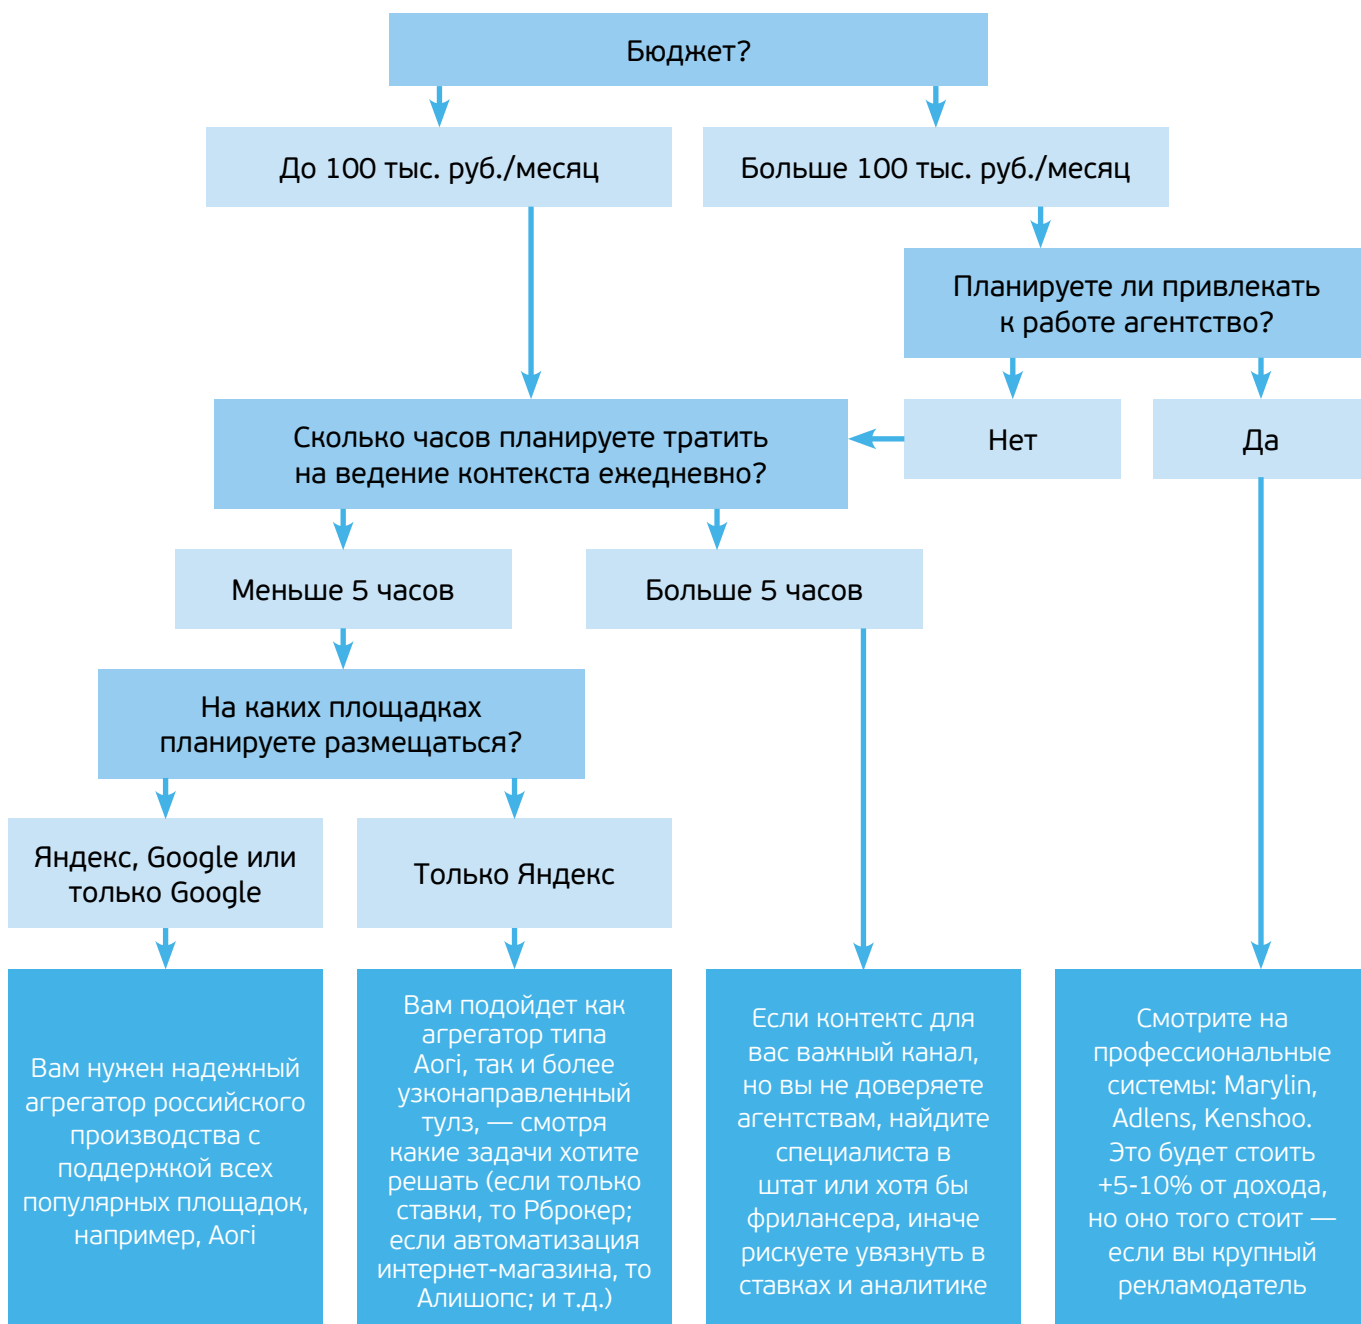 Бюджет?
До 100 тыс. руб./месяц
Больше 100 тыс. руб./месяц
Планируете ли привлекать
к работе агентство?
Сколько часов планируете тратить
на ведение контекста ежедневно?
Нет
Да
Меньше 5 часов
Больше 5 часов
На каких площадках
планируете размещаться?
Яндекс, Google или
только Google
Только Яндекс
Вам нужен надежный
агрегатор российского
производства с
поддержкой всех
популярных площадок,
например, Aori
Вам подойдет как
агрегатор типа
Aori, так и более
узконаправленный
тулз, — смотря
какие задачи хотите
решать (если только
ставки, то Рброкер;
если автоматизация
интернет-магазина, то
Алишопс; и т.д.)
Если контектс для
вас важный канал,
но вы не доверяете
агентствам, найдите
специалиста в
штат или хотя бы
фрилансера, иначе
рискуете увязнуть в
ставках и аналитике
Смотрите на
профессиональные
системы: Marylin,
Adlens, Kenshoo.
Это будет стоить
+5-10% от дохода,
но оно того стоит —
если вы крупный
рекламодатель